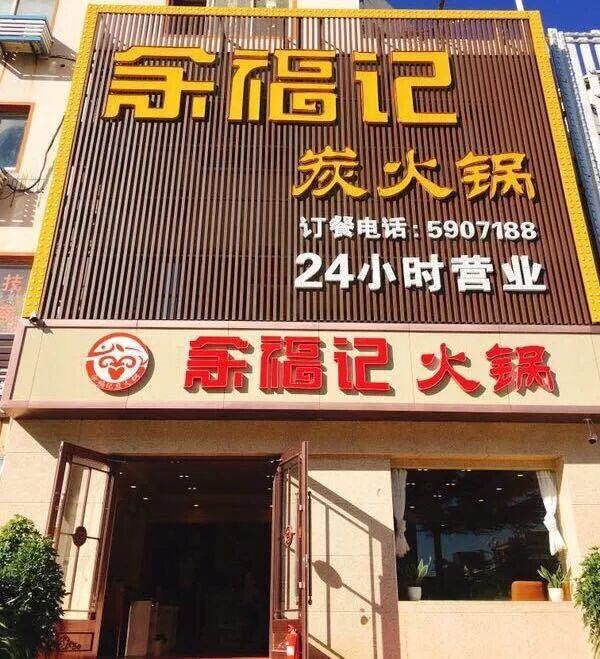 余福记
炭火锅
订餐电话：5907188
24小时营业
余福记 火锅
技